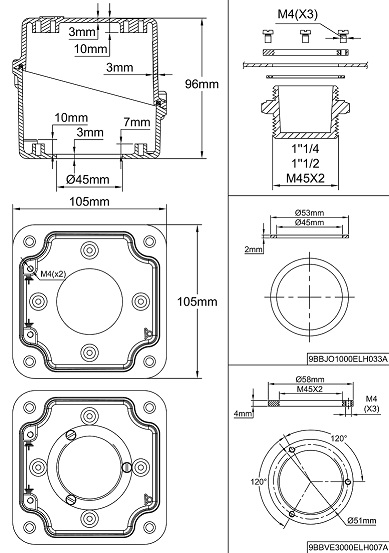 3mm
10mm
3mm
96mm
10mm
3mm
7mm
Ø45mm
105mm
M4(x2)
105mm
M4(X3)
1"1/4
1"1/2
M45X2
Ø53mm
Ø45mm
2mm
9BBJO1000ELH033A
Ø58mm
M45X2
M4
(X3)
4mm
120°
120°
Ø51mm
9BBVE3000ELH007A